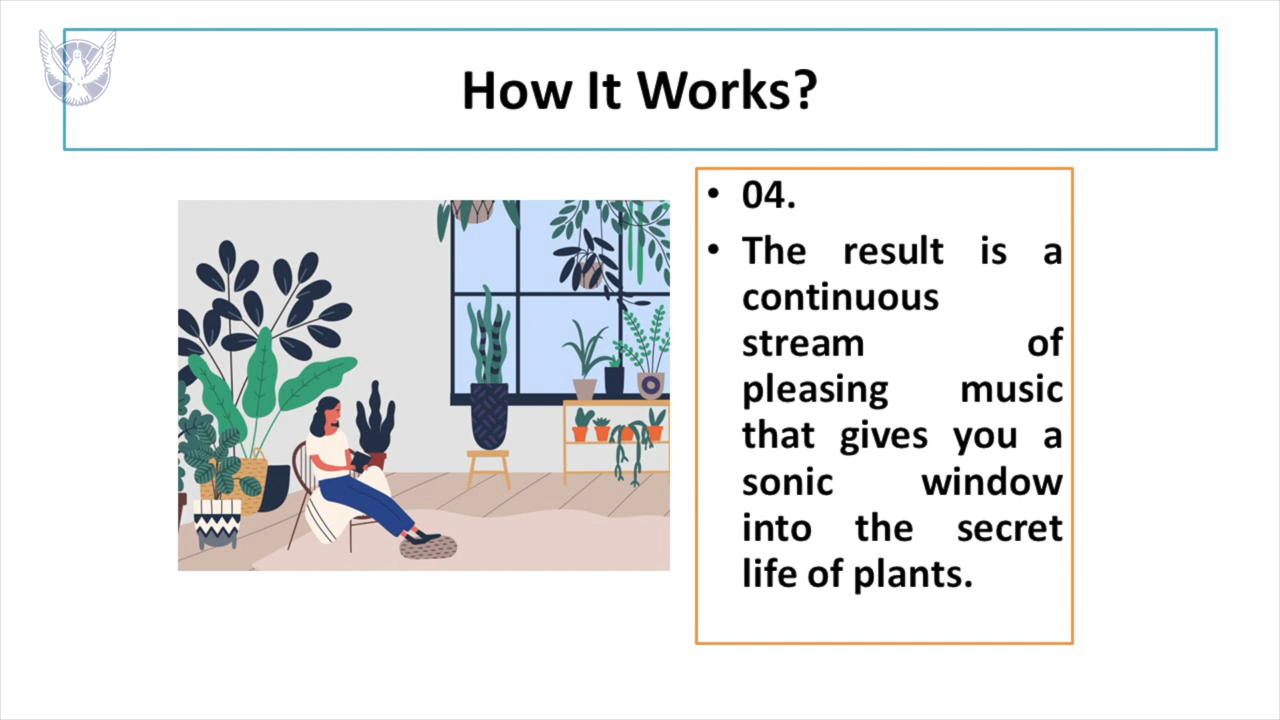 How It Works?
• 04.
• The result is a
continuous
stream of
pleasing music
that gives you a
sonic window
into the secret
life of plants.